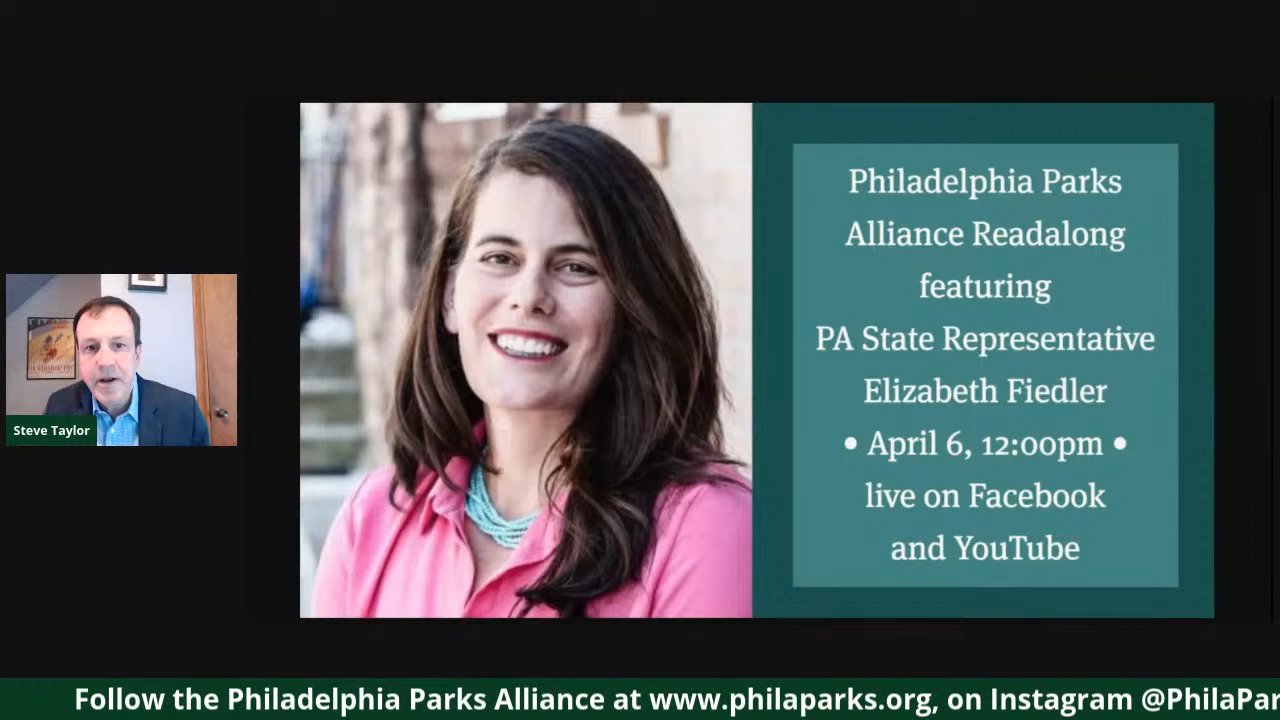 Philadelphia Parks
Alliance Readalong
featuring
PA State Representative
Elizabeth Fiedler
• April 6, 12:00pm •
live on Facebook
and YouTube
Steve Taylor
Follow the Philadelphia Parks Alliance at www.philaparks.org, on Instagram @PhilaPar